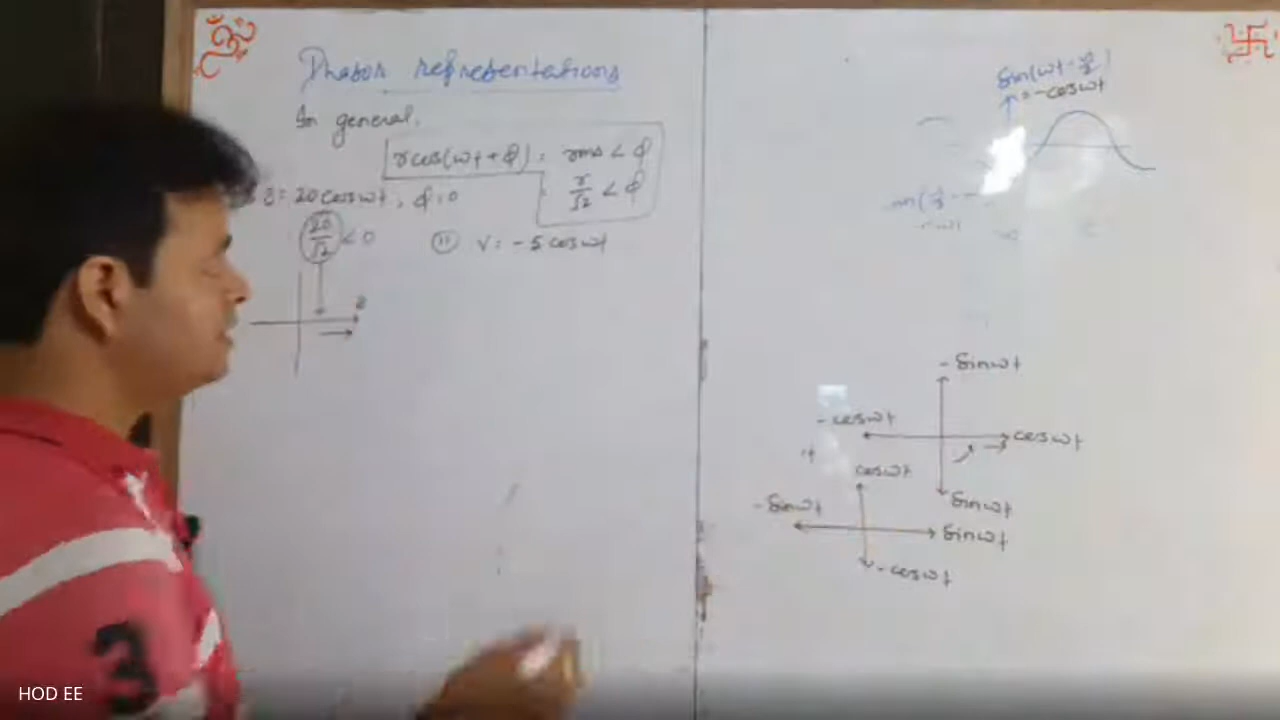 ॐ
Phasor representations
In general,
r cos(ωt + φ) = rms < φ
= r/√2 < φ
= 20 cos ωt, φ = 0
20/√2 < 0
(ii) v = -5 cos ωt
sin(ωt - π/2)
= -cos ωt
- sin ωt
- cos ωt
cos ωt
sin ωt
cos ωt
- sin ωt
sin ωt
- cos ωt
3
HOD EE